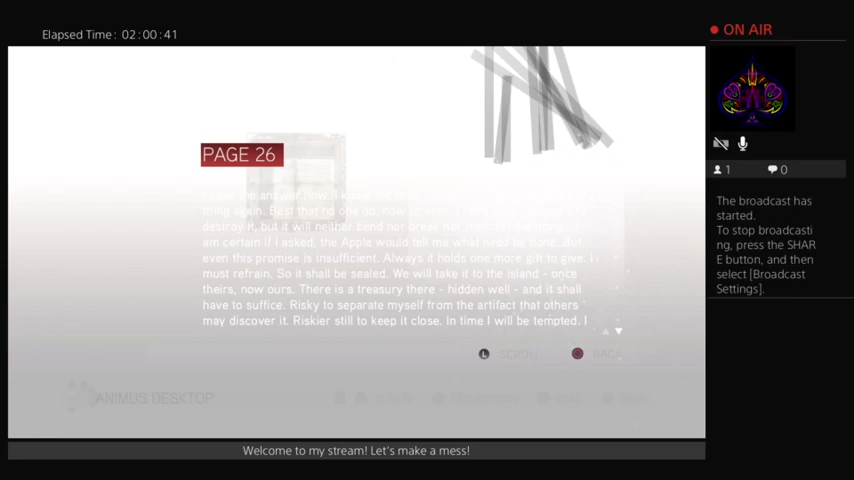 Elapsed Time: 02:00:41
ON AIR
PAGE 26
the answer now. I know
thing again. Best that no one do, now or
destroy it, but it will neither bend nor break nor
am certain if I asked, the Apple would tell me what need be done. But
even this promise is insufficient. Always it holds one more gift to give. I
must refrain. So it shall be sealed. We will take it to the island - once
theirs, now ours. There is a treasury there - hidden well - and it shall
have to suffice. Risky to separate myself from the artifact that others
may discover it. Riskier still to keep it close. In time I will be tempted. I
L SCROLL BACK
ANIMUS DESKTOP
1 0
The broadcast has
started.
To stop broadcasti
ng, press the SHAR
E button, and then
select [Broadcast
Settings].
Welcome to my stream! Let's make a mess!